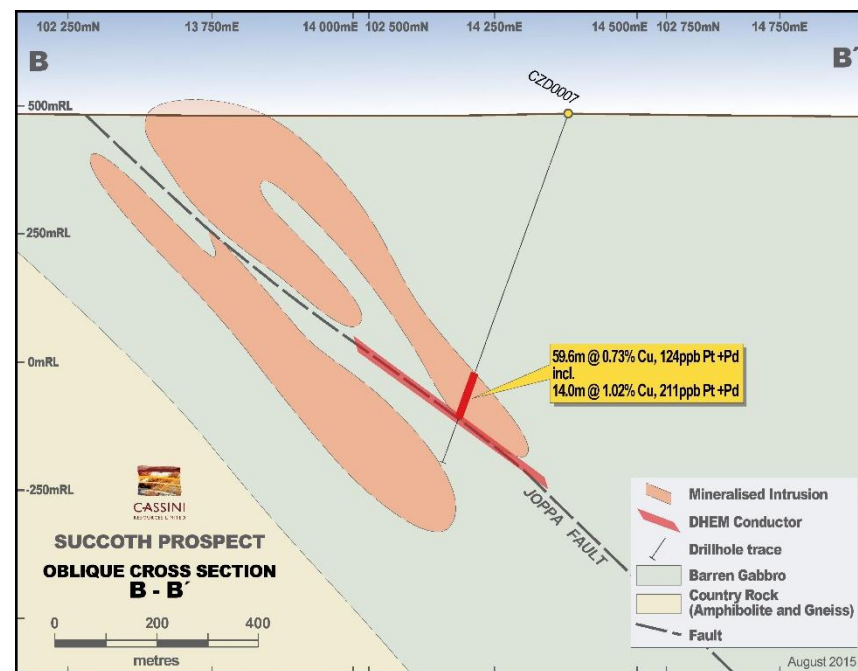 102 250mN 13 750mE 14 000mE 102 500mN 14 250mE 14 500mE 102 750mN 14 750mE
B B´
CZD0007
500mRL
250mRL
0mRL
59.6m @ 0.73% Cu, 124ppb Pt +Pd
incl.
14.0m @ 1.02% Cu, 211ppb Pt +Pd
-250mRL
JOPPA FAULT
CASSINI
RESOURCES LIMITED
SUCCOTH PROSPECT
OBLIQUE CROSS SECTION
B - B´
0 200 400
metres
Mineralised Intrusion
DHEM Conductor
Drillhole trace
Barren Gabbro
Country Rock
(Amphibolite and Gneiss)
Fault
August 2015